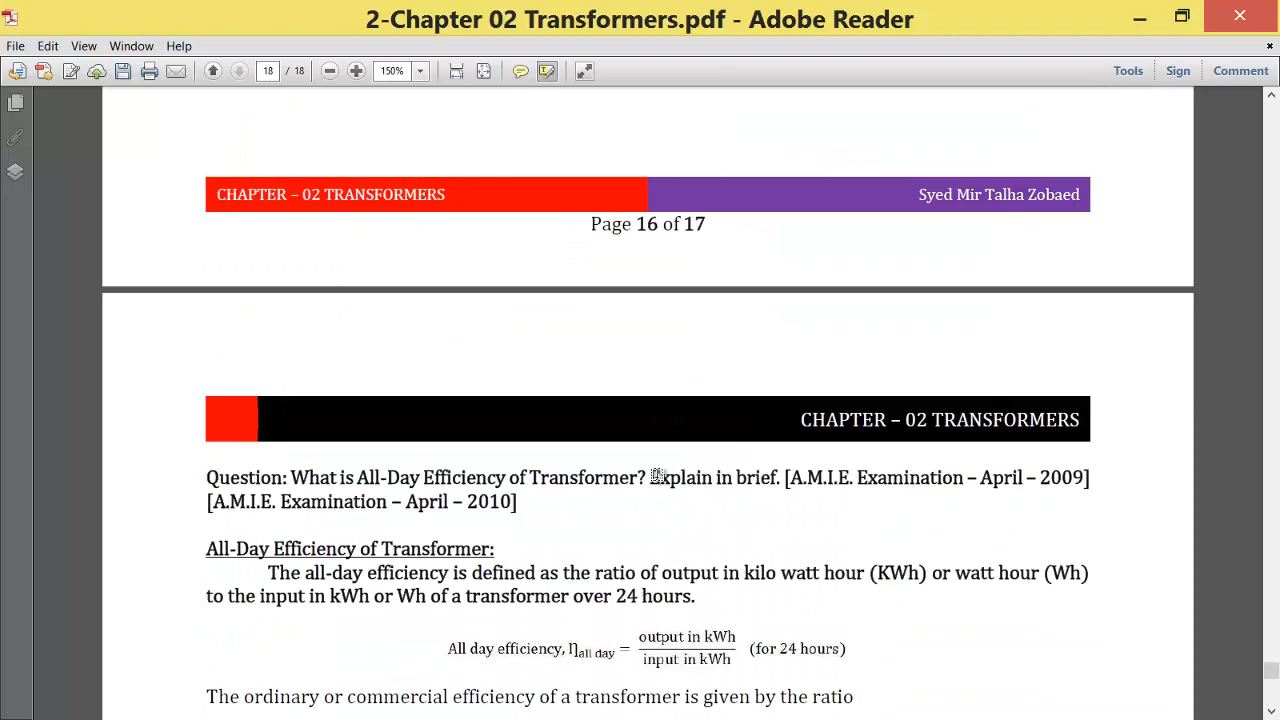 2-Chapter 02 Transformers.pdf - Adobe Reader
File Edit View Window Help
18 / 18 150% Tools Sign Comment
CHAPTER – 02 TRANSFORMERS Syed Mir Talha Zobaed
Page 16 of 17
CHAPTER – 02 TRANSFORMERS
Question: What is All-Day Efficiency of Transformer? Explain in brief. [A.M.I.E. Examination – April – 2009]
[A.M.I.E. Examination – April – 2010]
All-Day Efficiency of Transformer:
The all-day efficiency is defined as the ratio of output in kilo watt hour (KWh) or watt hour (Wh)
to the input in kWh or Wh of a transformer over 24 hours.
All day efficiency, Ƞall day = output in kWh / input in kWh (for 24 hours)
The ordinary or commercial efficiency of a transformer is given by the ratio